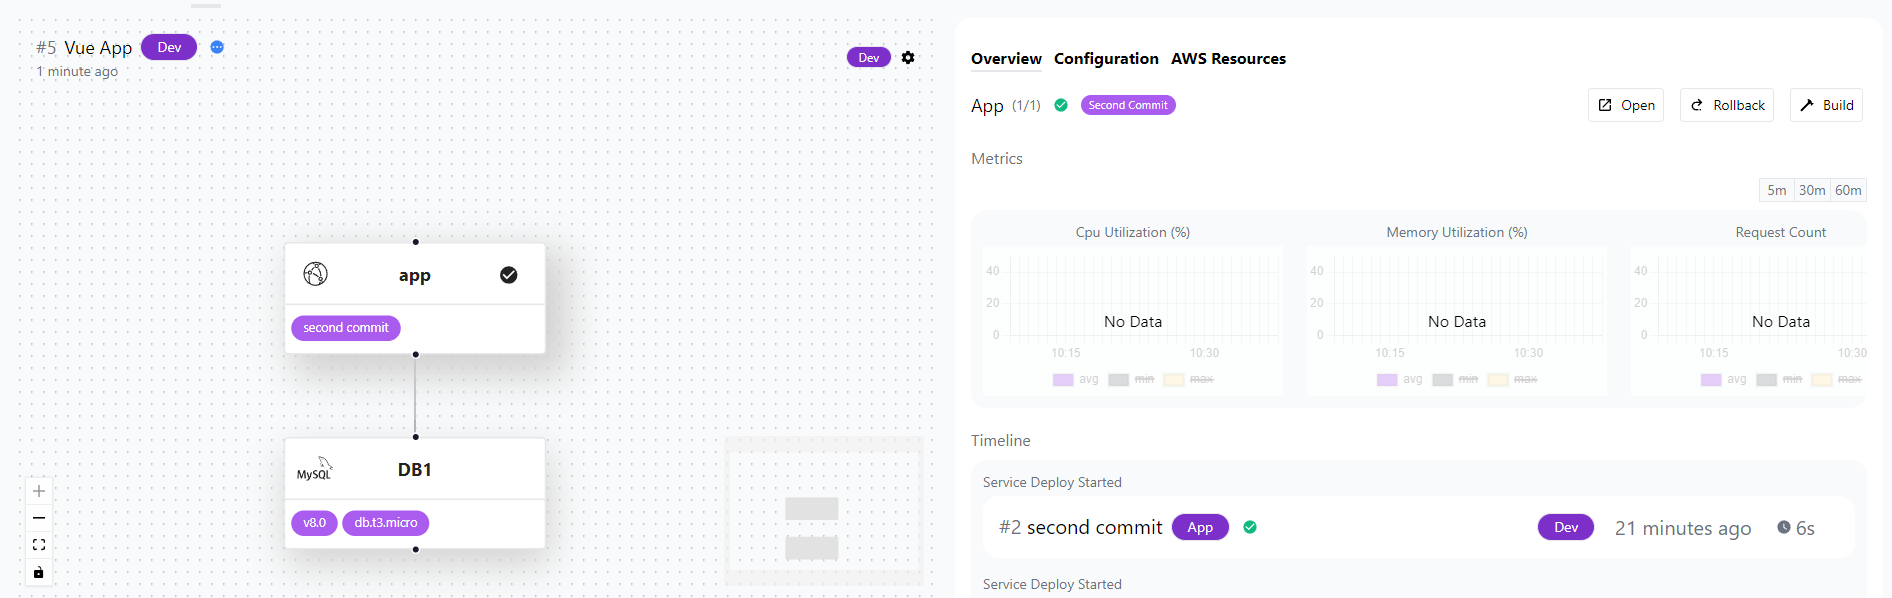 #5 Vue App Dev
1 minute ago
Dev
app
second commit
MySQL
DB1
v8.0 db.t3.micro
Overview Configuration AWS Resources
App (1/1) Second Commit
Open Rollback Build
Metrics
5m 30m 60m
Cpu Utilization (%)
40
20
0
No Data
10:15 10:30
avg min max
Memory Utilization (%)
40
20
0
No Data
10:15 10:30
avg min max
Request Count
40
20
0
No Data
10:15 10:30
avg min max
Timeline
Service Deploy Started
#2 second commit App Dev 21 minutes ago 6s
Service Deploy Started